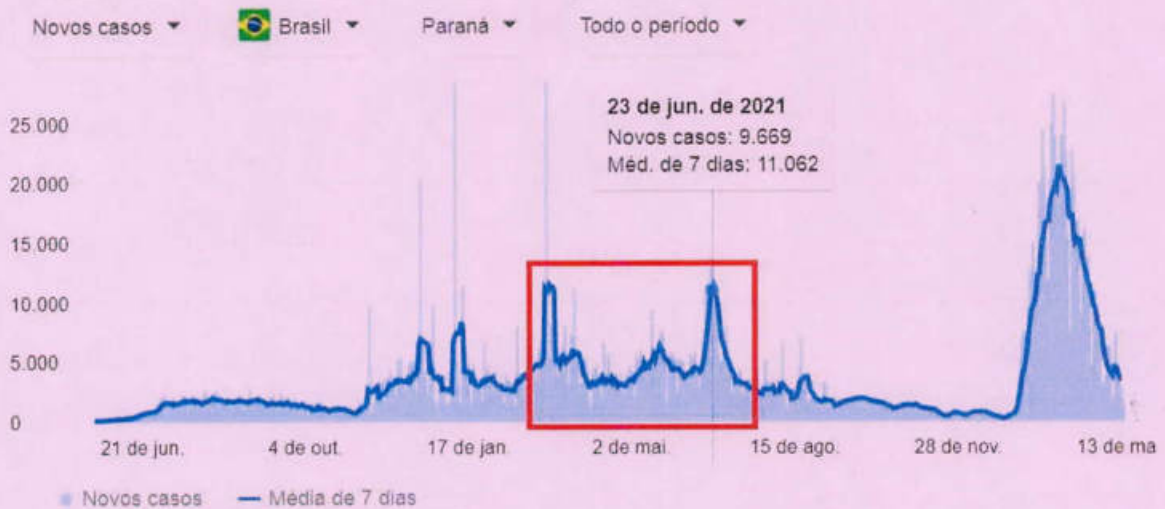 Novos casos Brasil Paraná Todo o período
23 de jun. de 2021
Novos casos: 9.669
Méd. de 7 dias: 11.062
25.000
20.000
15.000
10.000
5.000
0
21 de jun. 4 de out. 17 de jan. 2 de mai. 15 de ago. 28 de nov. 13 de ma
Novos casos Média de 7 dias